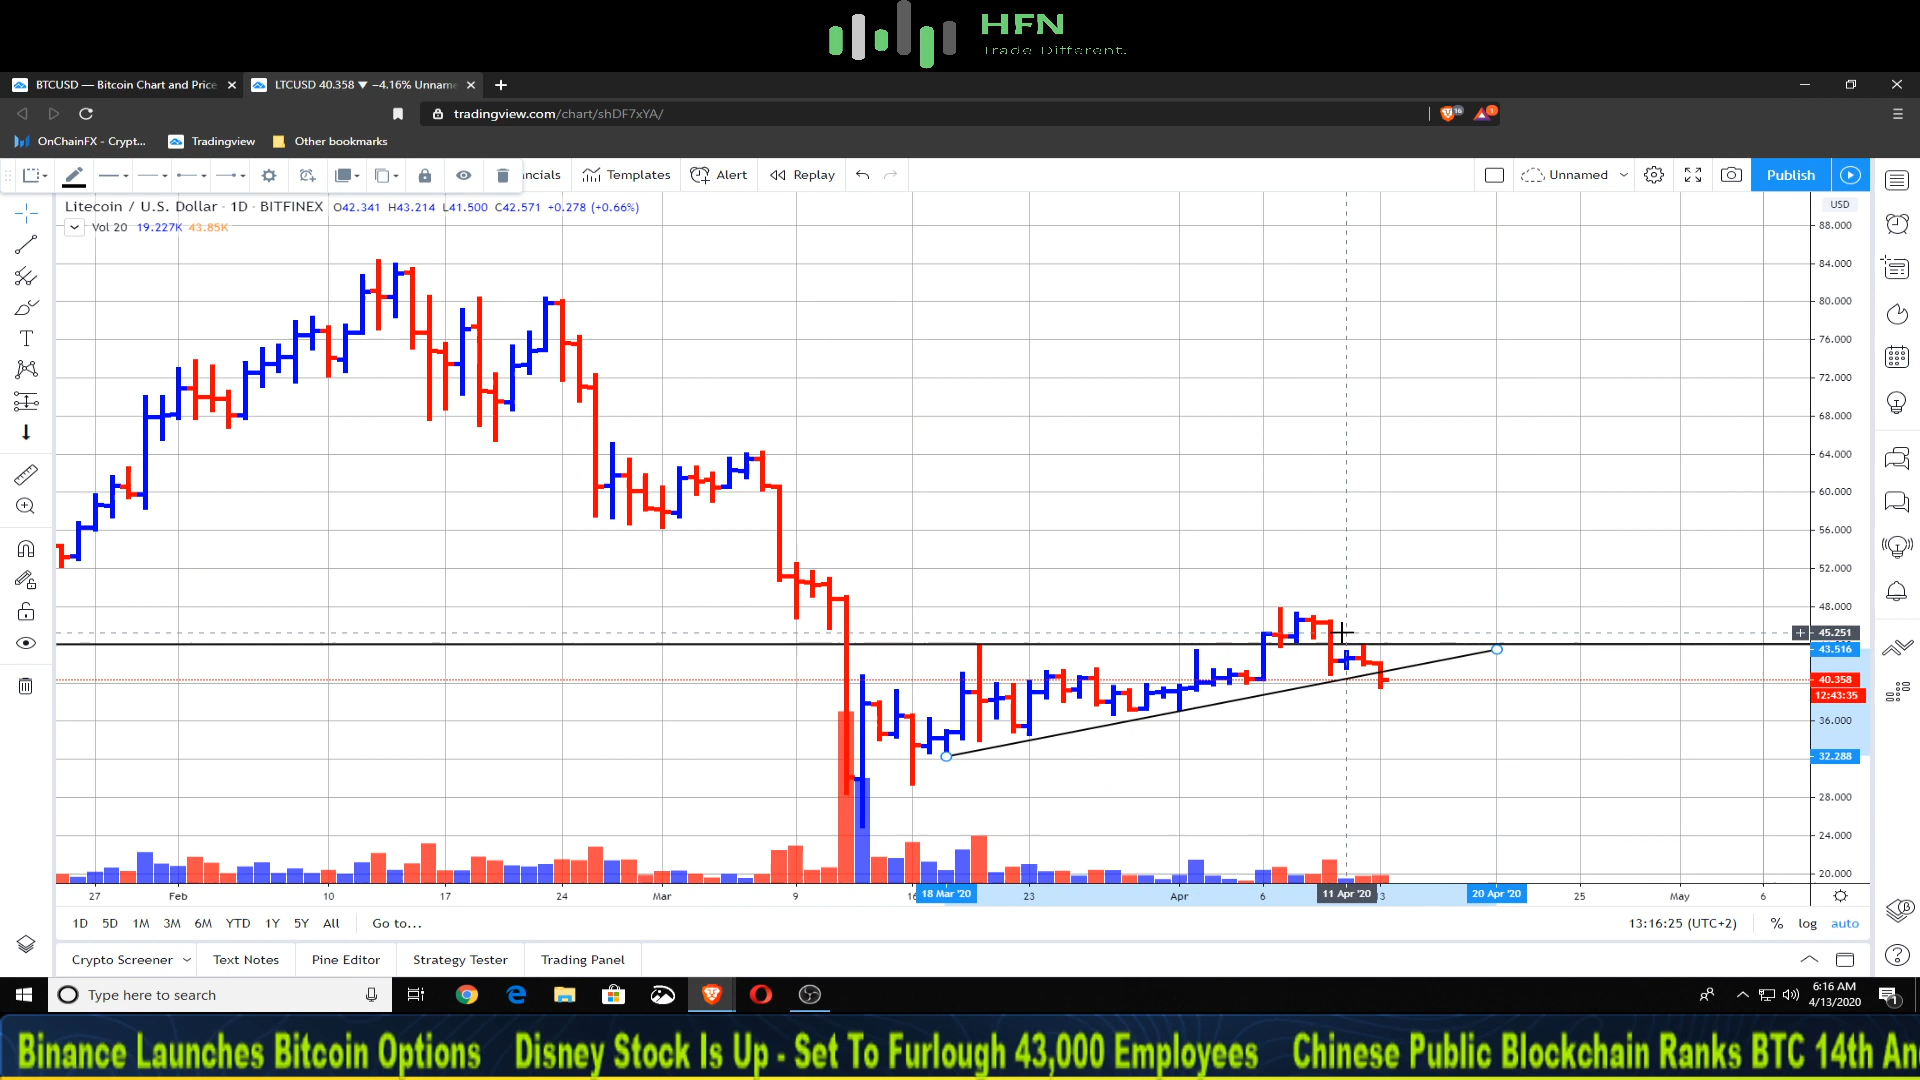 HFN
Trade Different.
BTCUSD — Bitcoin Chart and Price
LTCUSD 40.358 ▼ −4.16% Unname
tradingview.com/chart/shDF7xYA/
16
1
OnChainFX - Crypt...
Tradingview
Other bookmarks
ncials
Templates
Alert
Replay
Unnamed
Publish
Litecoin / U.S. Dollar · 1D · BITFINEX O42.341 H43.214 L41.500 C42.571 +0.278 (+0.66%)
Vol 20 19.227K 43.85K
USD
88.000
84.000
80.000
76.000
72.000
68.000
64.000
60.000
56.000
52.000
48.000
45.251
43.516
40.358
12:43:35
36.000
32.288
28.000
24.000
20.000
27 Feb 10 17 24 Mar 9 16 18 Mar '20 23 Apr 6 11 Apr '20 13 20 Apr '20 25 May 6
1D 5D 1M 3M 6M YTD 1Y 5Y All Go to... 13:16:25 (UTC+2) % log auto
Crypto Screener Text Notes Pine Editor Strategy Tester Trading Panel
Type here to search
6:16 AM
4/13/2020
1
Binance Launches Bitcoin Options Disney Stock Is Up - Set To Furlough 43,000 Employees Chinese Public Blockchain Ranks BTC 14th An